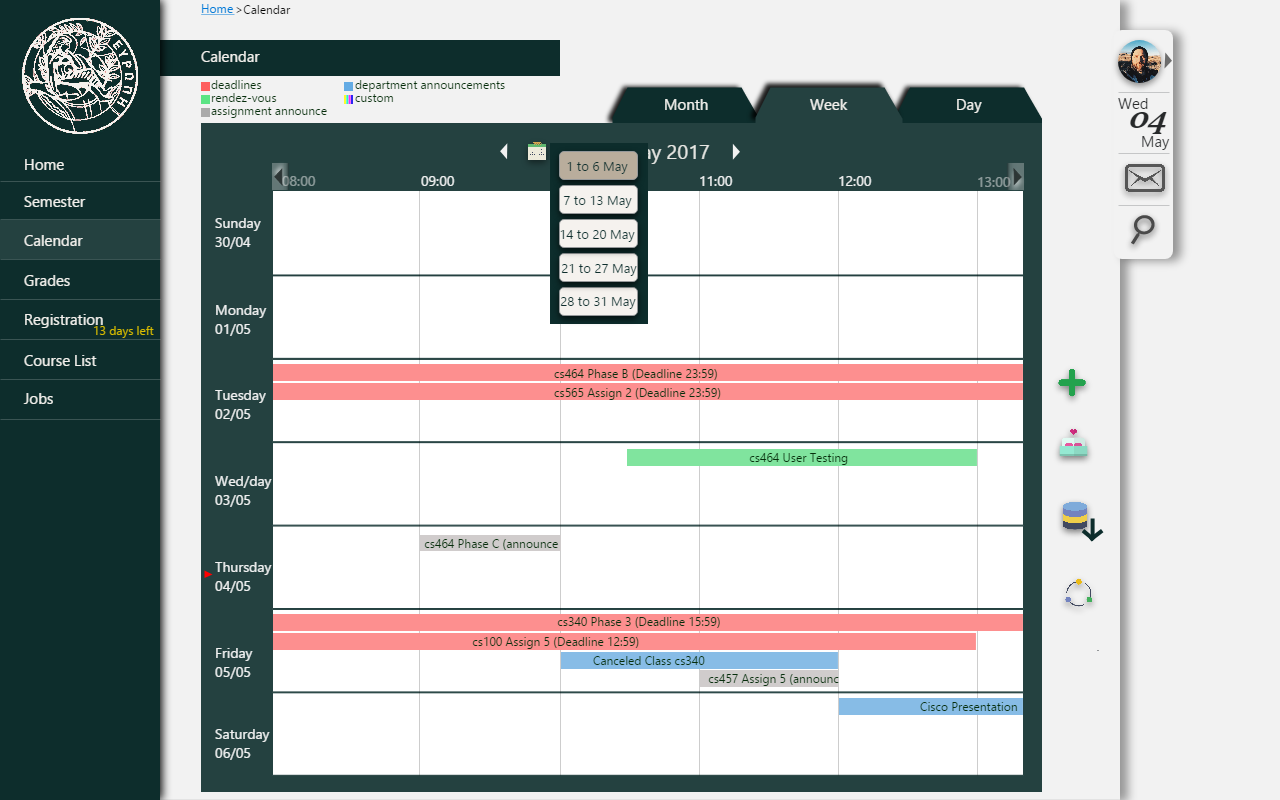 Home >Calendar
ΕΥΡΩΠΗ
Calendar
deadlines
department announcements
rendez-vous
custom
assignment announce
Month
Week
Day
Wed
04
May
Home
Semester
Calendar
Grades
Registration
13 days left
Course List
Jobs
2017
1 to 6 May
7 to 13 May
14 to 20 May
21 to 27 May
28 to 31 May
08:00
09:00
11:00
12:00
13:00
Sunday
30/04
Monday
01/05
cs464 Phase B (Deadline 23:59)
cs565 Assign 2 (Deadline 23:59)
Tuesday
02/05
cs464 User Testing
Wed/day
03/05
cs464 Phase C (announce
Thursday
04/05
cs340 Phase 3 (Deadline 15:59)
cs100 Assign 5 (Deadline 12:59)
Canceled Class cs340
cs457 Assign 5 (announc
Friday
05/05
Cisco Presentation
Saturday
06/05